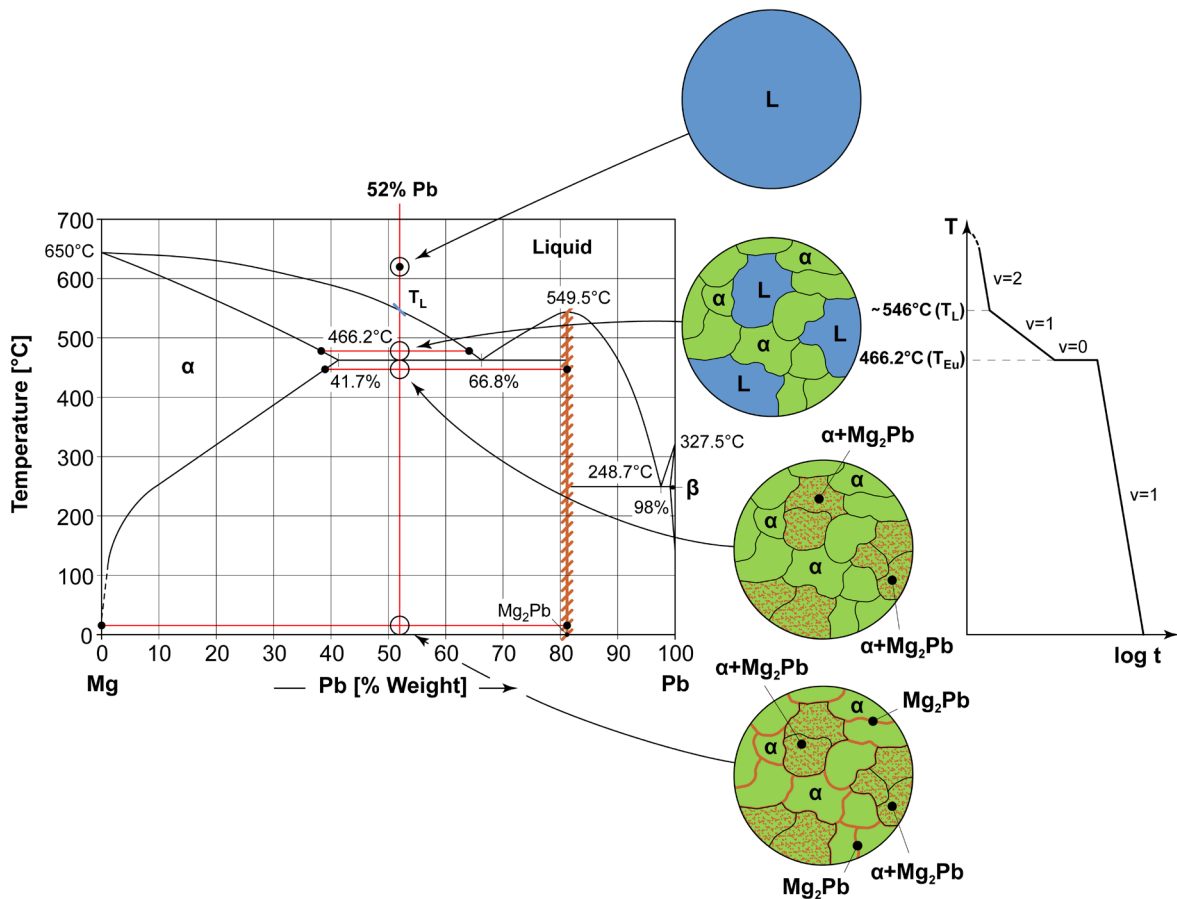 L
52% Pb
700
600
500
400
300
200
100
0
Temperature [°C]
650°C
Liquid
T_L
549.5°C
466.2°C
α
41.7%
66.8%
327.5°C
248.7°C
β
98%
Mg₂Pb
0 10 20 30 40 50 60 70 80 90 100
Mg
Pb [% Weight]
Pb
α
L
α
L
α
L
α+Mg₂Pb
α
α
α
α+Mg₂Pb
α+Mg₂Pb
α+Mg₂Pb
Mg₂Pb
α
α
α
Mg₂Pb
α+Mg₂Pb
T
v=2
~546°C (T_L)
v=1
v=0
466.2°C (T_Eu)
v=1
log t